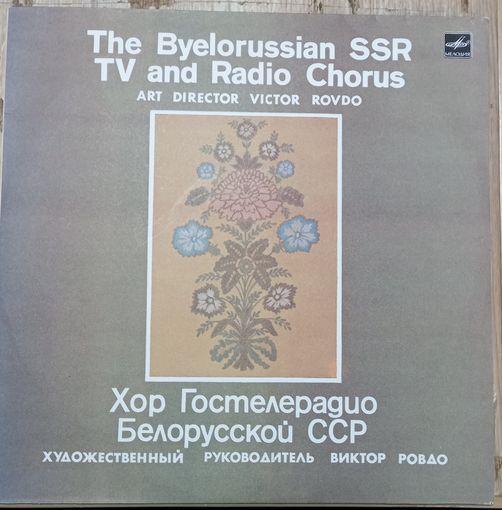 The Byelorussian SSR
TV and Radio Chorus
ART DIRECTOR VICTOR ROVDO
МЕЛОДИЯ
Хор Гостелерадио
Белорусской ССР
ХУДОЖЕСТВЕННЫЙ РУКОВОДИТЕЛЬ ВИКТОР РОВДО